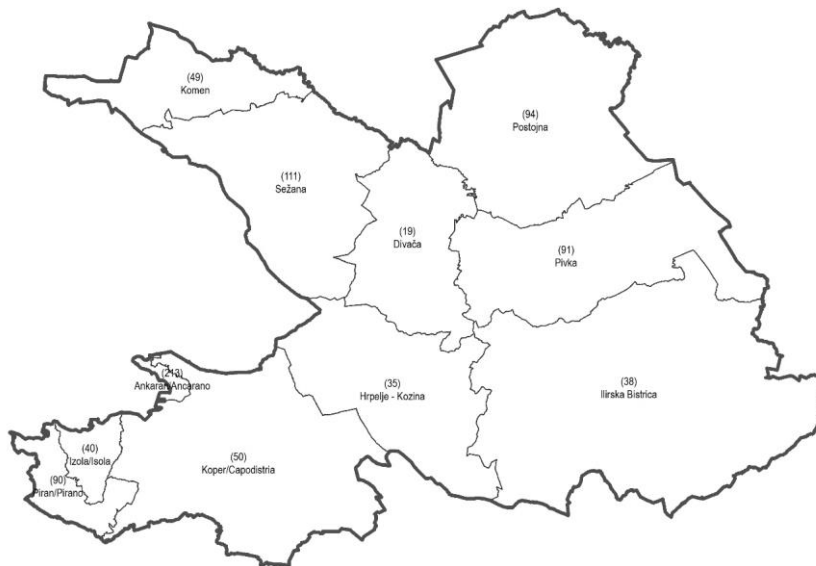 (49)
Komen
(94)
Postojna
(111)
Sežana
(19)
Divača
(91)
Pivka
(213)
Ankaran/Ancarano
(35)
Hrpelje - Kozina
(38)
Ilirska Bistrica
(40)
Izola/Isola
(50)
Koper/Capodistria
(90)
Piran/Pirano